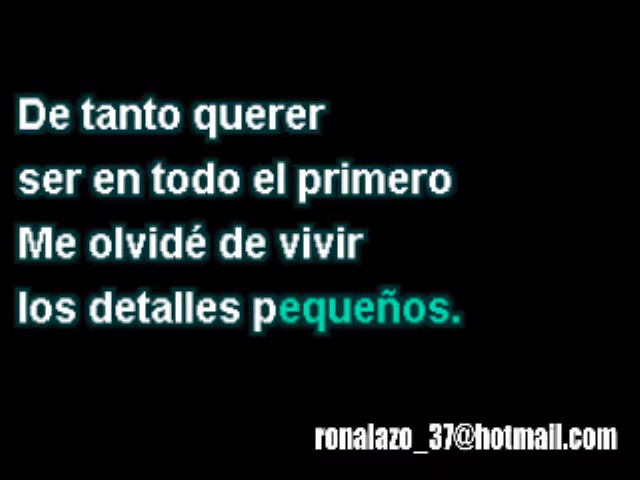 De tanto querer
ser en todo el primero
Me olvidé de vivir
los detalles pequeños.
ronalazo_37@hotmail.com